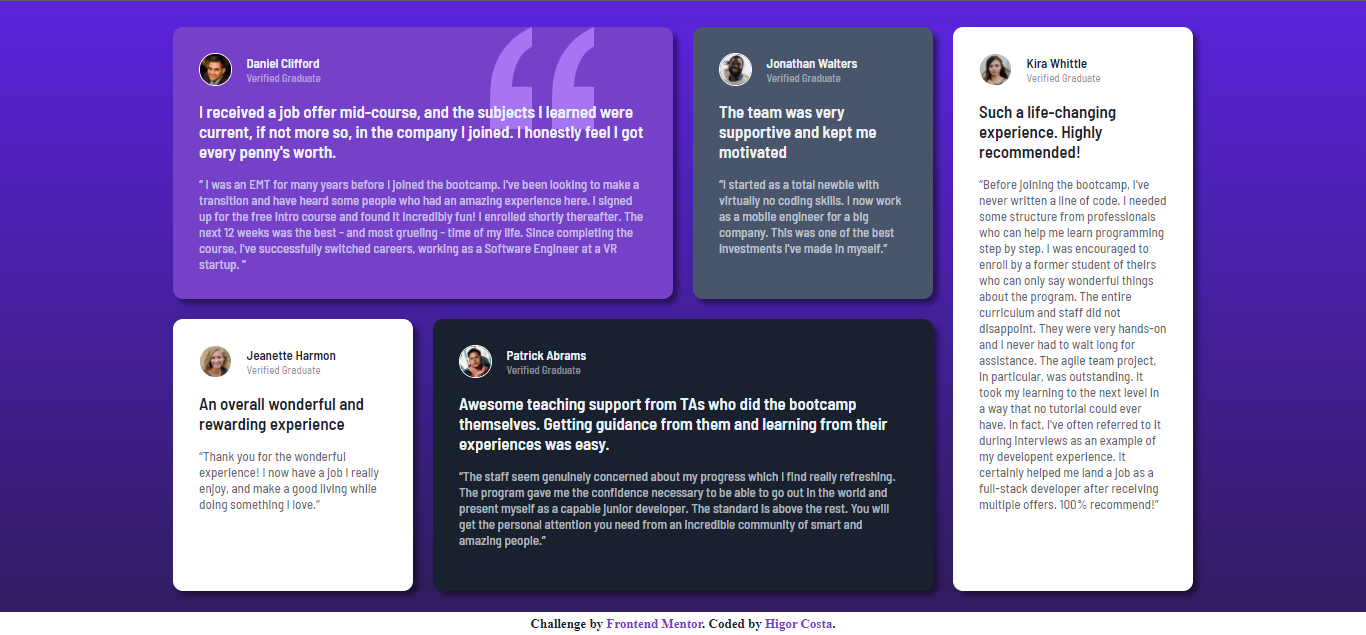 Daniel Clifford
Verified Graduate
I received a job offer mid-course, and the subjects I learned were
current, if not more so, in the company I joined. I honestly feel I got
every penny's worth.
“ I was an EMT for many years before I joined the bootcamp. I've been looking to make a
transition and have heard some people who had an amazing experience here. I signed
up for the free intro course and found it incredibly fun! I enrolled shortly thereafter. The
next 12 weeks was the best - and most grueling - time of my life. Since completing the
course, I've successfully switched careers, working as a Software Engineer at a VR
startup. ”
Jonathan Walters
Verified Graduate
The team was very
supportive and kept me
motivated
“I started as a total newbie with
virtually no coding skills. I now work
as a mobile engineer for a big
company. This was one of the best
investments I've made in myself.”
Kira Whittle
Verified Graduate
Such a life-changing
experience. Highly
recommended!
“Before joining the bootcamp, I've
never written a line of code. I needed
some structure from professionals
who can help me learn programming
step by step. I was encouraged to
enroll by a former student of theirs
who can only say wonderful things
about the program. The entire
curriculum and staff did not
disappoint. They were very hands-on
and I never had to wait long for
assistance. The agile team project,
in particular, was outstanding. It
took my learning to the next level in
a way that no tutorial could ever
have. In fact, I've often referred to it
during interviews as an example of
my developent experience. It
certainly helped me land a job as a
full-stack developer after receiving
multiple offers. 100% recommend!”
Jeanette Harmon
Verified Graduate
An overall wonderful and
rewarding experience
“Thank you for the wonderful
experience! I now have a job I really
enjoy, and make a good living while
doing something I love.”
Patrick Abrams
Verified Graduate
Awesome teaching support from TAs who did the bootcamp
themselves. Getting guidance from them and learning from their
experiences was easy.
“The staff seem genuinely concerned about my progress which I find really refreshing.
The program gave me the confidence necessary to be able to go out in the world and
present myself as a capable junior developer. The standard is above the rest. You will
get the personal attention you need from an incredible community of smart and
amazing people.”
Challenge by Frontend Mentor. Coded by Higor Costa.